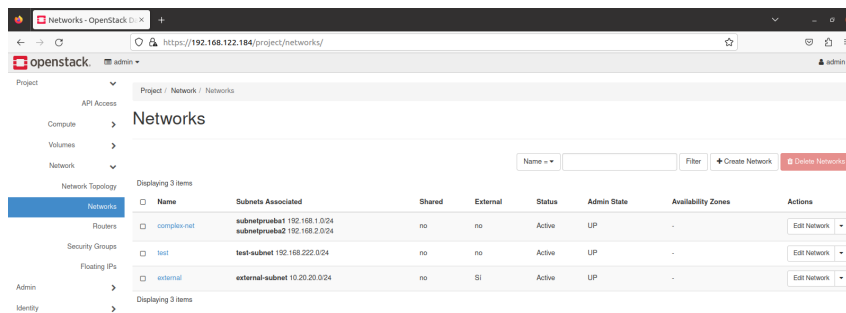 Networks - OpenStack D
https://192.168.122.184/project/networks/
openstack. admin
admin
Project
API Access
Compute
Volumes
Network
Network Topology
Networks
Routers
Security Groups
Floating IPs
Admin
Identity
Project / Network / Networks
Networks
Name = Filter Create Network Delete Networks
Displaying 3 items
Name Subnets Associated Shared External Status Admin State Availability Zones Actions
complex-net subnetprueba1 192.168.1.0/24 no no Active UP - Edit Network
subnetprueba2 192.168.2.0/24
test test-subnet 192.168.222.0/24 no no Active UP - Edit Network
external external-subnet 10.20.20.0/24 no Sí Active UP - Edit Network
Displaying 3 items